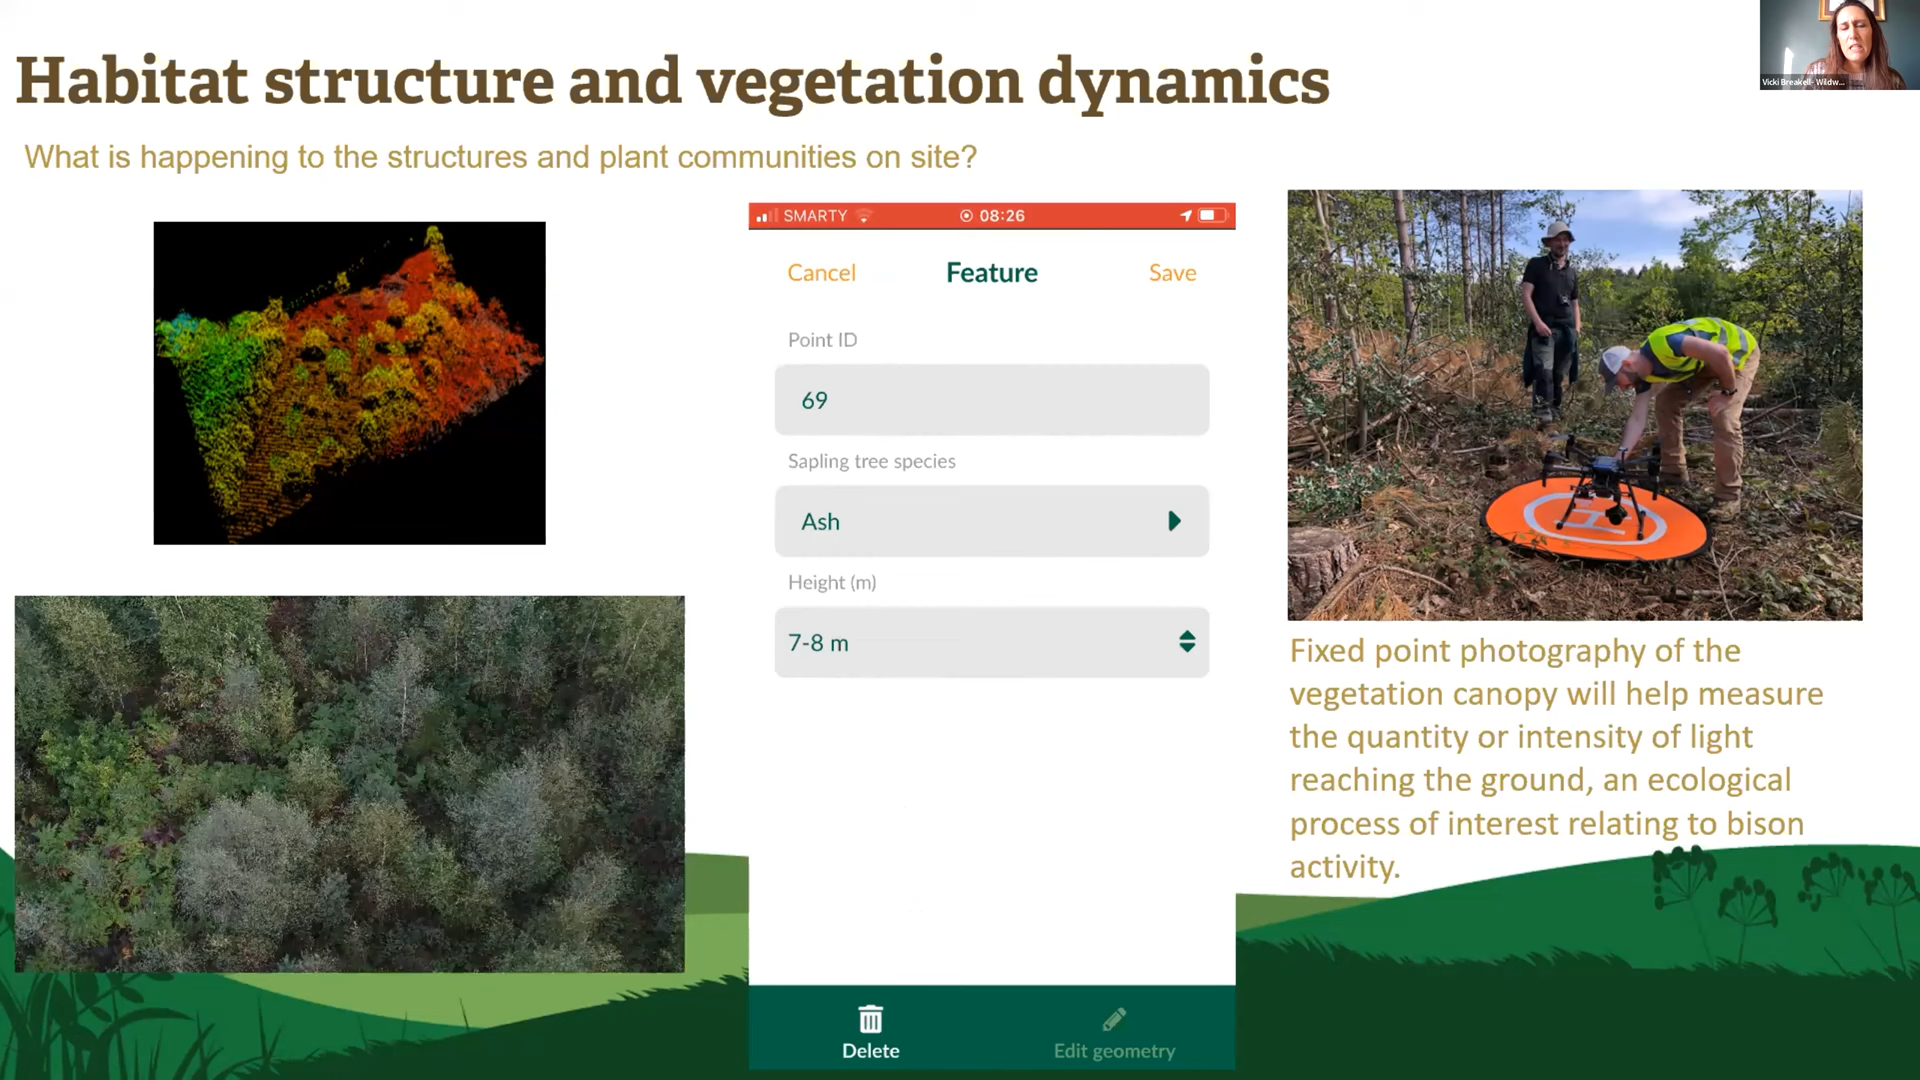 Habitat structure and vegetation dynamics
What is happening to the structures and plant communities on site?
Vicki Breakell- Wildw...
SMARTY
08:26
Cancel
Feature
Save
Point ID
69
Sapling tree species
Ash
Height (m)
7-8 m
Delete
Edit geometry
H
Fixed point photography of the
vegetation canopy will help measure
the quantity or intensity of light
reaching the ground, an ecological
process of interest relating to bison
activity.